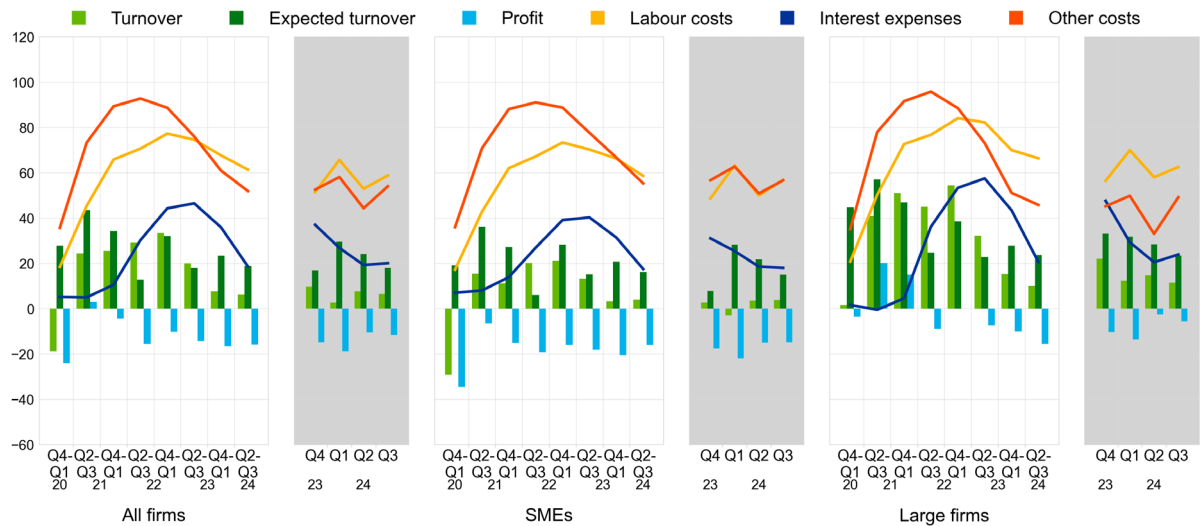 Turnover Expected turnover Profit Labour costs Interest expenses Other costs
120
100
80
60
40
20
0
−20
−40
−60
Q4- Q2- Q4- Q2- Q4- Q2- Q4- Q2- Q4 Q1 Q2 Q3 Q4- Q2- Q4- Q2- Q4- Q2- Q4- Q2- Q4 Q1 Q2 Q3 Q4- Q2- Q4- Q2- Q4- Q2- Q4- Q2- Q4 Q1 Q2 Q3
Q1 Q3 Q1 Q3 Q1 Q3 Q1 Q3 Q1 Q3 Q1 Q3 Q1 Q3 Q1 Q3 Q1 Q3 Q1 Q3 Q1 Q3 Q1 Q3
20 21 22 23 24 23 24 20 21 22 23 24 23 24 20 21 22 23 24 23 24
All firms SMEs Large firms